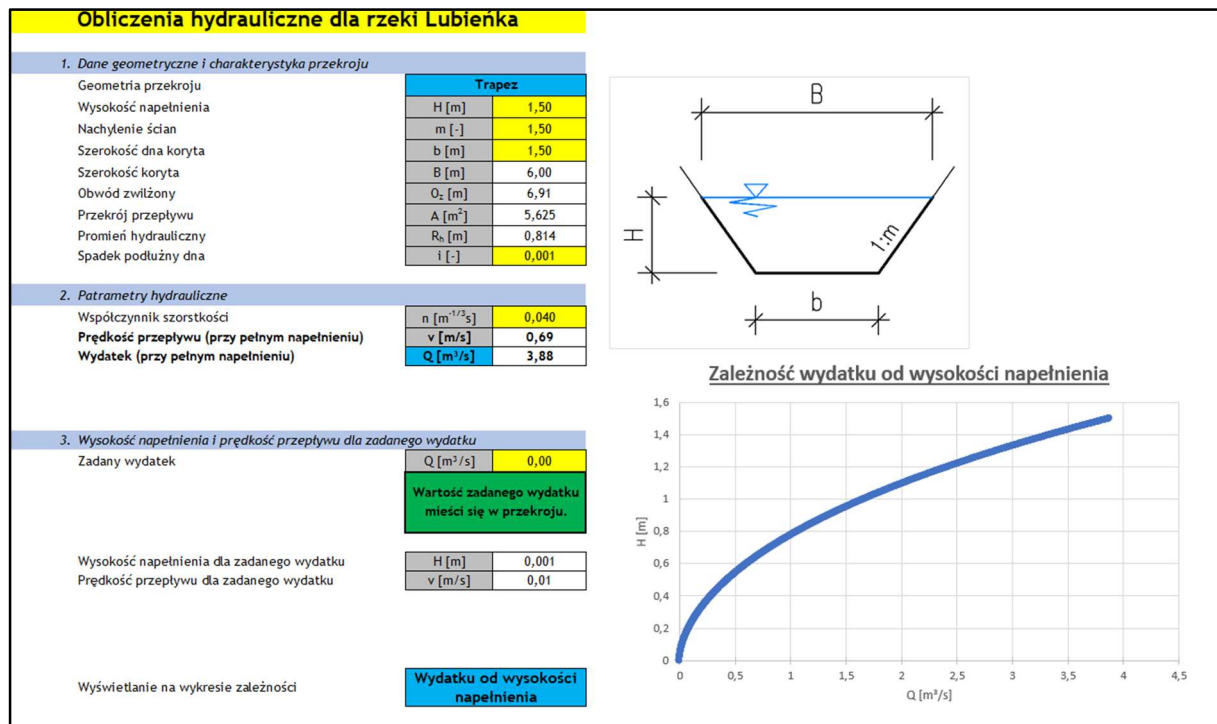 Obliczenia hydrauliczne dla rzeki Lubieńka
1. Dane geometryczne i charakterystyka przekroju
Geometria przekroju Trapez
Wysokość napełnienia H [m] 1,50
Nachylenie ścian m [-] 1,50
Szerokość dna koryta b [m] 1,50
Szerokość koryta B [m] 6,00
Obwód zwilżony Oz [m] 6,91
Przekrój przepływu A [m²] 5,625
Promień hydrauliczny Rh [m] 0,814
Spadek podłużny dna i [-] 0,001
2. Patrametry hydrauliczne
Współczynnik szorstkości n [m-1/3s] 0,040
Prędkość przepływu (przy pełnym napełnieniu) v [m/s] 0,69
Wydatek (przy pełnym napełnieniu) Q [m³/s] 3,88
3. Wysokość napełnienia i prędkość przepływu dla zadanego wydatku
Zadany wydatek Q [m³/s] 0,00
Wartość zadanego wydatku
mieści się w przekroju.
Wysokość napełnienia dla zadanego wydatku H [m] 0,001
Prędkość przepływu dla zadanego wydatku v [m/s] 0,01
Wyświetlanie na wykresie zależności
Wydatku od wysokości
napełnienia
B
H
1:m
b
Zależność wydatku od wysokości napełnienia
1,6
1,4
1,2
1
0,8
0,6
0,4
0,2
0
H [m]
0 0,5 1 1,5 2 2,5 3 3,5 4 4,5
Q [m³/s]